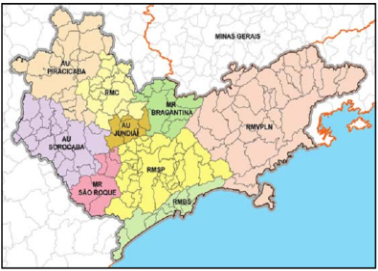 MINAS GERAIS
AU
PIRACICABA
RMC
MR
BRAGANTINA
AU
JUNDIAÍ
RMVPLN
AU
SOROCABA
MR
SÃO ROQUE
RMSP
RMBS